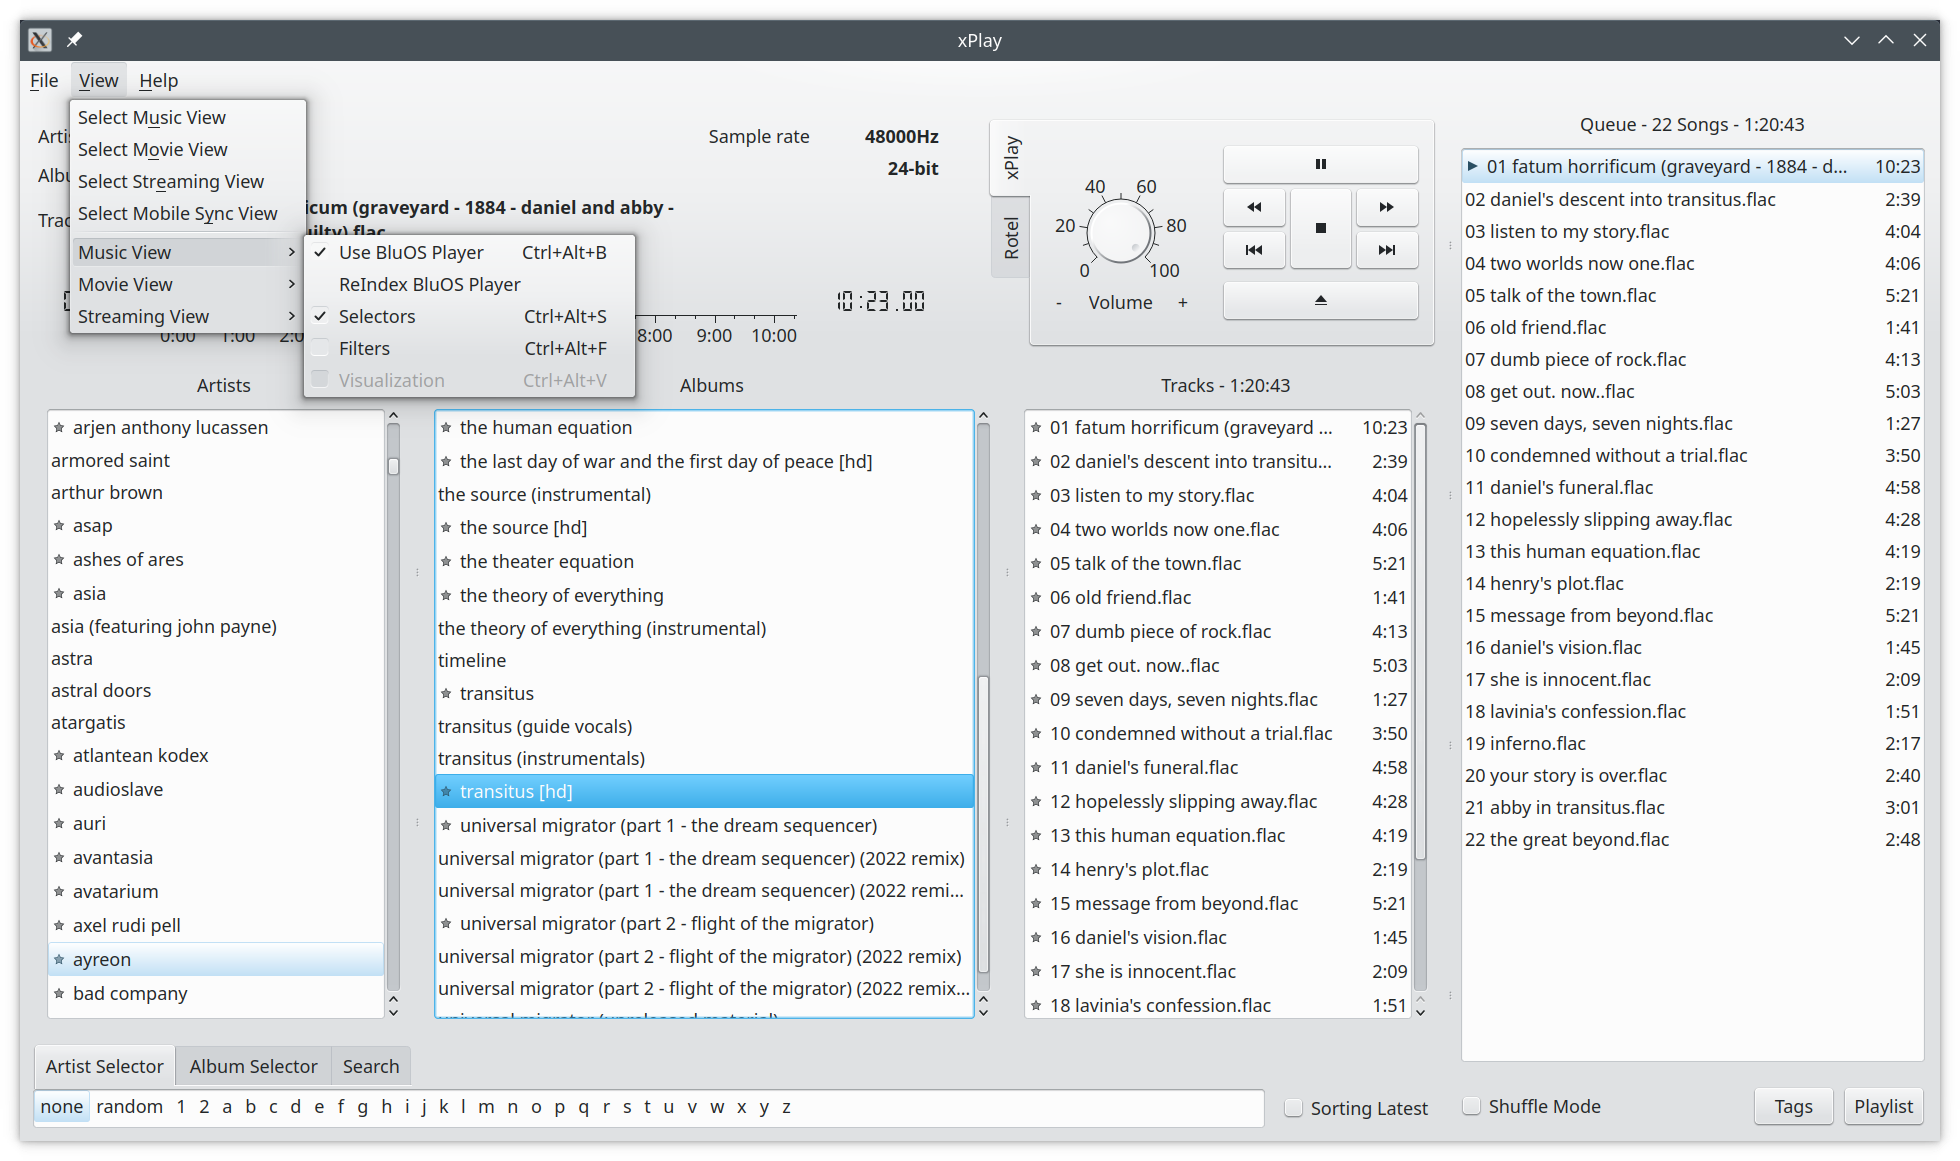 xPlay
File View Help
Select Music View
Select Movie View
Select Streaming View
Select Mobile Sync View
Music View
Movie View
Streaming View
Use BluOS Player Ctrl+Alt+B
ReIndex BluOS Player
Selectors Ctrl+Alt+S
Filters Ctrl+Alt+F
Visualization Ctrl+Alt+V
Sample rate 48000Hz
24-bit
(graveyard - 1884 - daniel and abby -
10:23.00
0:00 1:00 8:00 9:00 10:00
xPlay
Rotel
0 20 40 60 80 100
- Volume +
Queue - 22 Songs - 1:20:43
01 fatum horrificum (graveyard - 1884 - d... 10:23
02 daniel's descent into transitus.flac 2:39
03 listen to my story.flac 4:04
04 two worlds now one.flac 4:06
05 talk of the town.flac 5:21
06 old friend.flac 1:41
07 dumb piece of rock.flac 4:13
08 get out. now..flac 5:03
09 seven days, seven nights.flac 1:27
10 condemned without a trial.flac 3:50
11 daniel's funeral.flac 4:58
12 hopelessly slipping away.flac 4:28
13 this human equation.flac 4:19
14 henry's plot.flac 2:19
15 message from beyond.flac 5:21
16 daniel's vision.flac 1:45
17 she is innocent.flac 2:09
18 lavinia's confession.flac 1:51
19 inferno.flac 2:17
20 your story is over.flac 2:40
21 abby in transitus.flac 3:01
22 the great beyond.flac 2:48
Artists
arjen anthony lucassen
armored saint
arthur brown
asap
ashes of ares
asia
asia (featuring john payne)
astra
astral doors
atargatis
atlantean kodex
audioslave
auri
avantasia
avatarium
axel rudi pell
ayreon
bad company
Albums
the human equation
the last day of war and the first day of peace [hd]
the source (instrumental)
the source [hd]
the theater equation
the theory of everything
the theory of everything (instrumental)
timeline
transitus
transitus (guide vocals)
transitus (instrumentals)
transitus [hd]
universal migrator (part 1 - the dream sequencer)
universal migrator (part 1 - the dream sequencer) (2022 remix)
universal migrator (part 1 - the dream sequencer) (2022 remi...
universal migrator (part 2 - flight of the migrator)
universal migrator (part 2 - flight of the migrator) (2022 remix)
universal migrator (part 2 - flight of the migrator) (2022 remix...
Tracks - 1:20:43
01 fatum horrificum (graveyard ... 10:23
02 daniel's descent into transitu... 2:39
03 listen to my story.flac 4:04
04 two worlds now one.flac 4:06
05 talk of the town.flac 5:21
06 old friend.flac 1:41
07 dumb piece of rock.flac 4:13
08 get out. now..flac 5:03
09 seven days, seven nights.flac 1:27
10 condemned without a trial.flac 3:50
11 daniel's funeral.flac 4:58
12 hopelessly slipping away.flac 4:28
13 this human equation.flac 4:19
14 henry's plot.flac 2:19
15 message from beyond.flac 5:21
16 daniel's vision.flac 1:45
17 she is innocent.flac 2:09
18 lavinia's confession.flac 1:51
Artist Selector Album Selector Search
none random 1 2 a b c d e f g h i j k l m n o p q r s t u v w x y z
Sorting Latest
Shuffle Mode
Tags Playlist